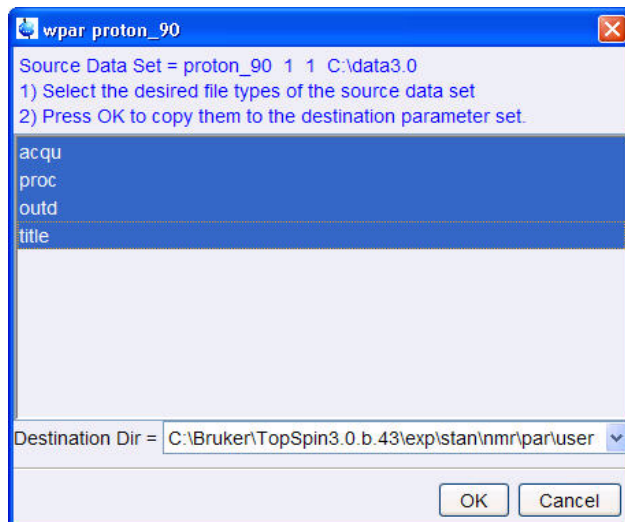 wpar proton_90
Source Data Set = proton_90 1 1 C:\data3.0
1) Select the desired file types of the source data set
2) Press OK to copy them to the destination parameter set.
acqu
proc
outd
title
Destination Dir = C:\Bruker\TopSpin3.0.b.43\exp\stan\nmr\par\user
OK Cancel